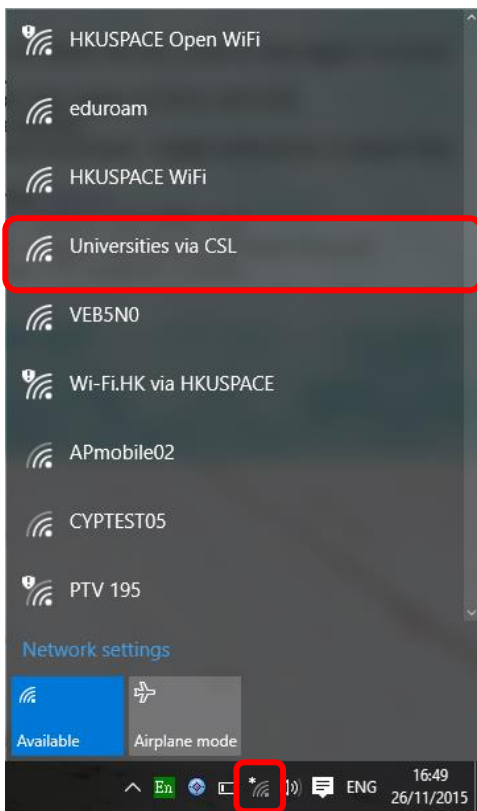 HKUSPACE Open WiFi
eduroam
HKUSPACE WiFi
Universities via CSL
VEB5N0
Wi-Fi.HK via HKUSPACE
APmobile02
CYPTEST05
PTV 195
Network settings
Available
Airplane mode
En
ENG
16:49
26/11/2015